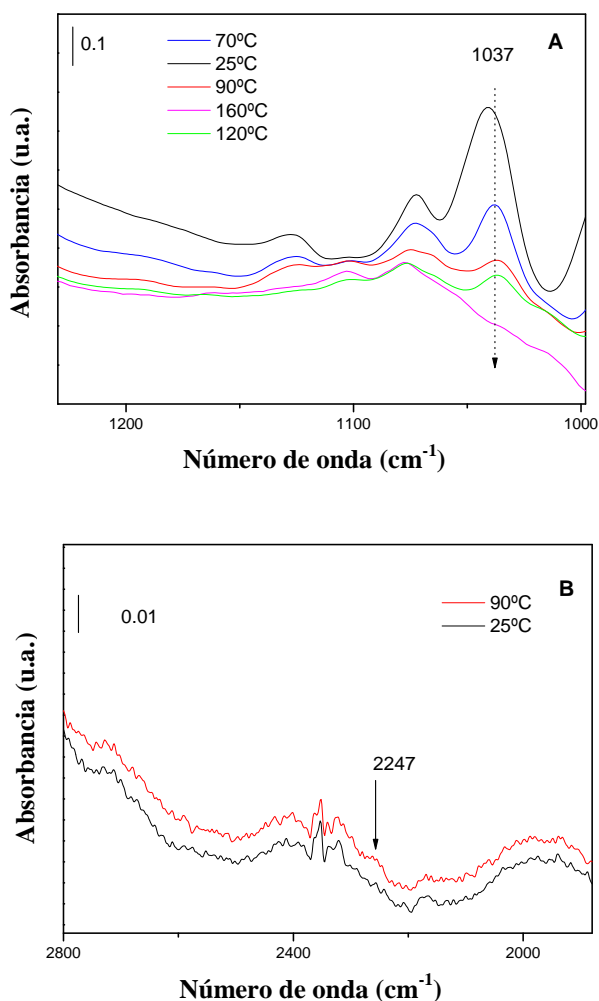 0.1
70ºC
25ºC
90ºC
160ºC
120ºC
A
1037
Absorbancia (u.a.)
1200
1100
1000
Número de onda (cm⁻¹)
B
0.01
90ºC
25ºC
2247
Absorbancia (u.a.)
2800
2400
2000
Número de onda (cm⁻¹)